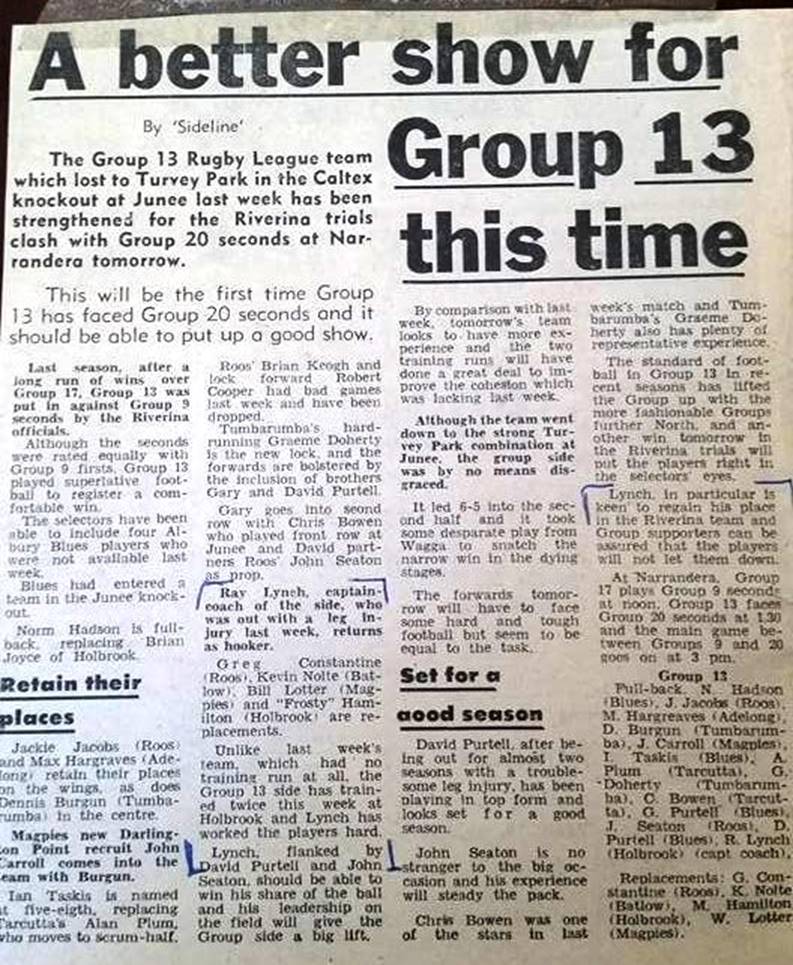 A better show for
Group 13
this time
By 'Sideline'
The Group 13 Rugby League team
which lost to Turvey Park in the Caltex
knockout at Junee last week has been
strengthened for the Riverina trials
clash with Group 20 seconds at Nar-
randera tomorrow.
This will be the first time Group
13 has faced Group 20 seconds and it
should be able to put up a good show.
Last season, after a
long run of wins over
Group 17, Group 13 was
put in against Group 9
seconds by the Riverina
officials.
Although the seconds
were rated equally with
Group 9 firsts, Group 13
played superlative foot-
ball to register a com-
fortable win.
The selectors have been
able to include four Al-
bury Blues players who
were not available last
week.
Blues had entered a
team in the Junee knock-
out.
Norm Hadson is full-
back, replacing Brian
Joyce of Holbrook.
Retain their
places
Jackie Jacobs (Roos)
and Max Hargraves (Ade-
long) retain their places
on the wings, as does
Dennis Burgun (Tumba-
rumba) in the centre.
Magpies new Darling-
ton Point recruit John
Carroll comes into the
team with Burgun.
Ian Taskis is named
at five-eigth, replacing
Tarcutta's Alan Plum,
who moves to scrum-half.
Roos' Brian Keogh and
lock forward Robert
Cooper had bad games
last week and have been
dropped.
Tumbarumba's hard-
running Graeme Doherty
is the new lock, and the
forwards are bolstered by
the inclusion of brothers
Gary and David Purtell.
Gary goes into second
row with Chris Bowen
who played front row at
Junee and David part-
ners Roos' John Seaton
as prop.
Ray Lynch, captain-
coach of the side, who
was out with a leg in-
jury last week, returns
as hooker.
Greg Constantine
(Roos), Kevin Nolte (Bat-
low), Bill Lotter (Mag-
pies) and "Frosty" Ham-
ilton (Holbrook) are re-
placements.
Unlike last week's
team, which had no
training run at all, the
Group 13 side has train-
ed twice this week at
Holbrook and Lynch has
worked the players hard.
Lynch, flanked by
David Purtell and John
Seaton, should be able to
win his share of the ball
and his leadership on
the field will give the
Group side a big lift.
By comparison with last
week, tomorrow's team
looks to have more ex-
perience and the two
training runs will have
done a great deal to im-
prove the cohesion which
was lacking last week.
Although the team went
down to the strong Tur-
vey Park combination at
Junee, the group side
was by no means dis-
graced.
It led 6-5 into the sec-
ond half and it took
some desparate play from
Wagga to snatch the
narrow win in the dying
stages.
The forwards tomor-
row will have to face
some hard and tough
football but seem to be
equal to the task.
Set for a
good season
David Purtell, after be-
ing out for almost two
seasons with a trouble-
some leg injury, has been
playing in top form and
looks set for a good
season.
John Seaton is no
stranger to the big oc-
casion and his experience
will steady the pack.
Chris Bowen was one
of the stars in last
week's match and Tum-
barumba's Graeme Do-
herty also has plenty of
representative experience.
The standard of foot-
ball in Group 13 in re-
cent seasons has lifted
the Group up with the
more fashionable Groups
further North, and an-
other win tomorrow in
the Riverina trials will
put the players right in
the selectors' eyes.
Lynch, in particular is
keen to regain his place
in the Riverina team and
Group supporters can be
assured that the players
will not let them down.
At Narrandera, Group
17 plays Group 9 seconds
at noon, Group 13 faces
Group 20 seconds at 1.30
and the main game be-
tween Groups 9 and 20
goes on at 3 pm.
Group 13
Full-back, N. Hadson
(Blues), J. Jacobs (Roos),
M. Hargreaves (Adelong),
D. Burgun (Tumbarum-
ba), J. Carroll (Magpies),
I. Taskis (Blues), A.
Plum (Tarcutta), G.
Doherty (Tumbarum-
ba), C. Bowen (Tarcut-
ta), G. Purtell (Blues),
J. Seaton (Roos), D.
Purtell (Blues), R. Lynch
(Holbrook) (capt coach),
Replacements: G. Con-
stantine (Roos), K. Nolte
(Batlow), M. Hamilton
(Holbrook), W. Lotter
(Magpies).